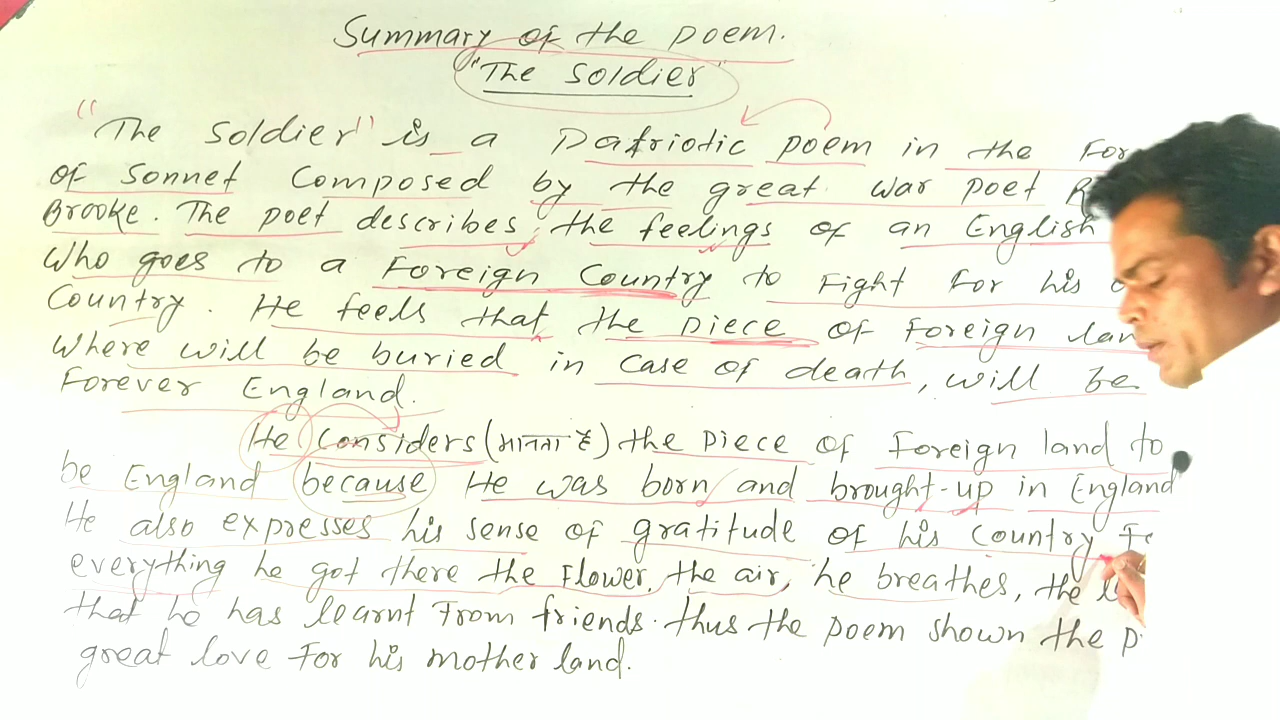 Summary of the poem.
"The Soldier"
"The Soldier" is a Patriotic poem in the For
of Sonnet Composed by the great war poet R
Brooke. The poet describes, the feelings of an English
Who goes to a Foreign Country to Fight For his
Country. He feels that the piece of foreign lan
Where will be buried in case of death, will be
Forever England.
He Considers (मानता है) the piece of Foreign land to
be England because He was born and brought-up in England
He also expresses his sense of gratitude of his Country Fo
everything he got there the Flower, the air, he breathes, the
that he has learnt From friends. thus the poem shown the p
great love For his mother land.